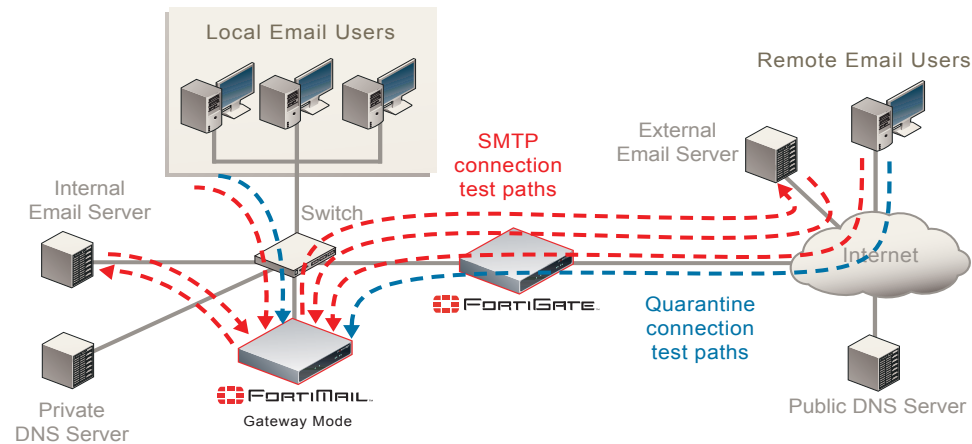 Local Email Users
Remote Email Users
External
Email Server
SMTP
connection
test paths
Internal
Email Server
Switch
Internet
FORTIGATE
Quarantine
connection
test paths
FORTIMAIL
Gateway Mode
Private
DNS Server
Public DNS Server